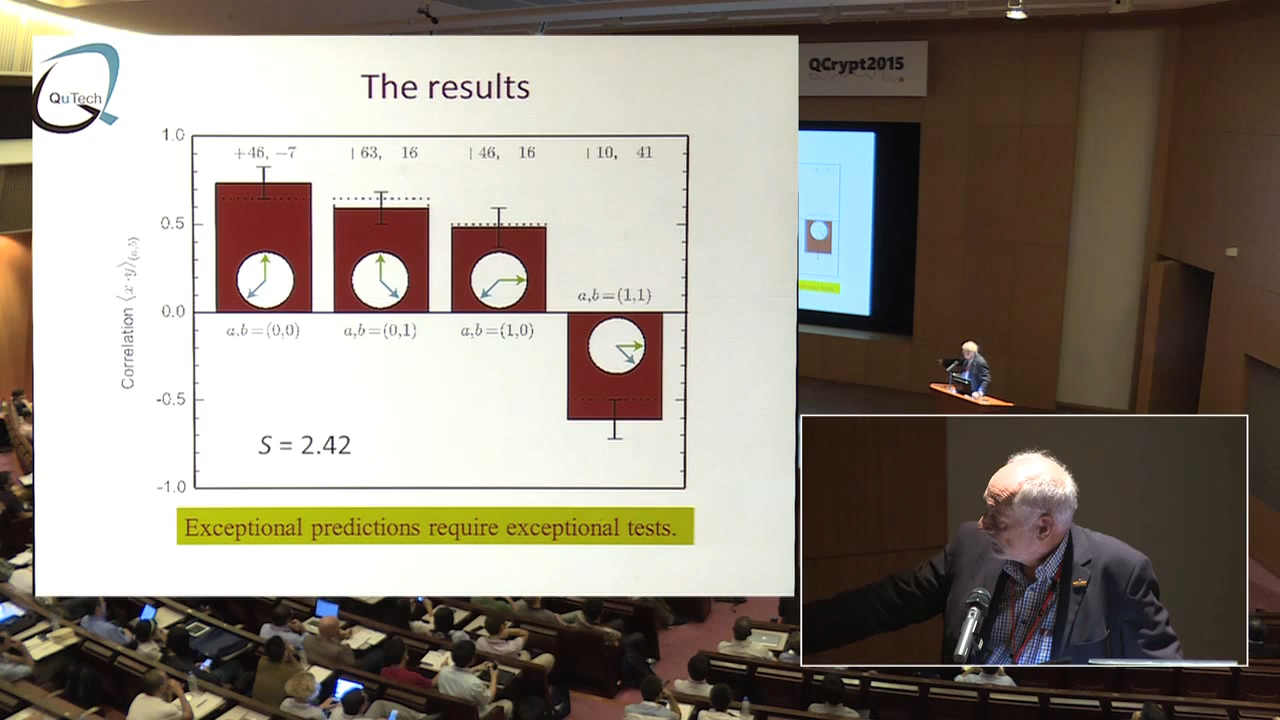 QuTech
The results
QCrypt2015
1.0
+46, −7
| 63, 16
| 46, 16
| 10, 41
0.5
a,b=(1,1)
0.0
a,b=(0,0)
a,b=(0,1)
a,b=(1,0)
Correlation ⟨x·y⟩(a,b)
-0.5
S = 2.42
-1.0
Exceptional predictions require exceptional tests.